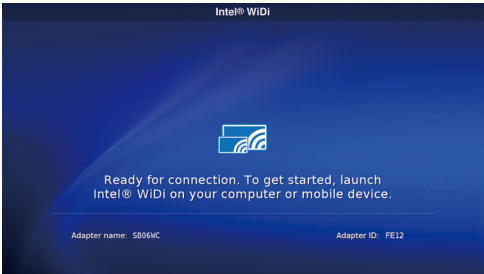 Intel® WiDi
Ready for connection. To get started, launch
Intel® WiDi on your computer or mobile device.
Adapter name: SB06WC Adapter ID: FE12